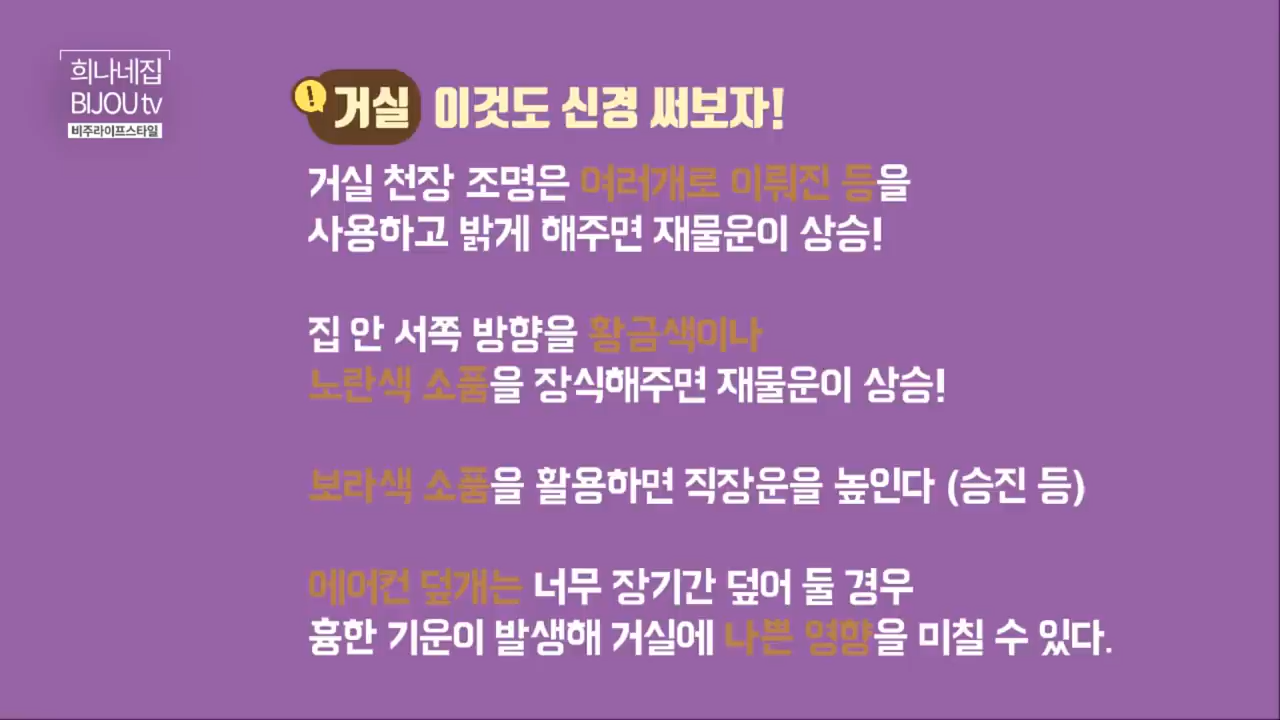 희나네집
BIJOU tv
비주라이프스타일
! 거실 이것도 신경 써보자!
거실 천장 조명은 여러개로 이뤄진 등을
사용하고 밝게 해주면 재물운이 상승!
집 안 서쪽 방향을 황금색이나
노란색 소품을 장식해주면 재물운이 상승!
보라색 소품을 활용하면 직장운을 높인다 (승진 등)
에어컨 덮개는 너무 장기간 덮어 둘 경우
흉한 기운이 발생해 거실에 나쁜 영향을 미칠 수 있다.